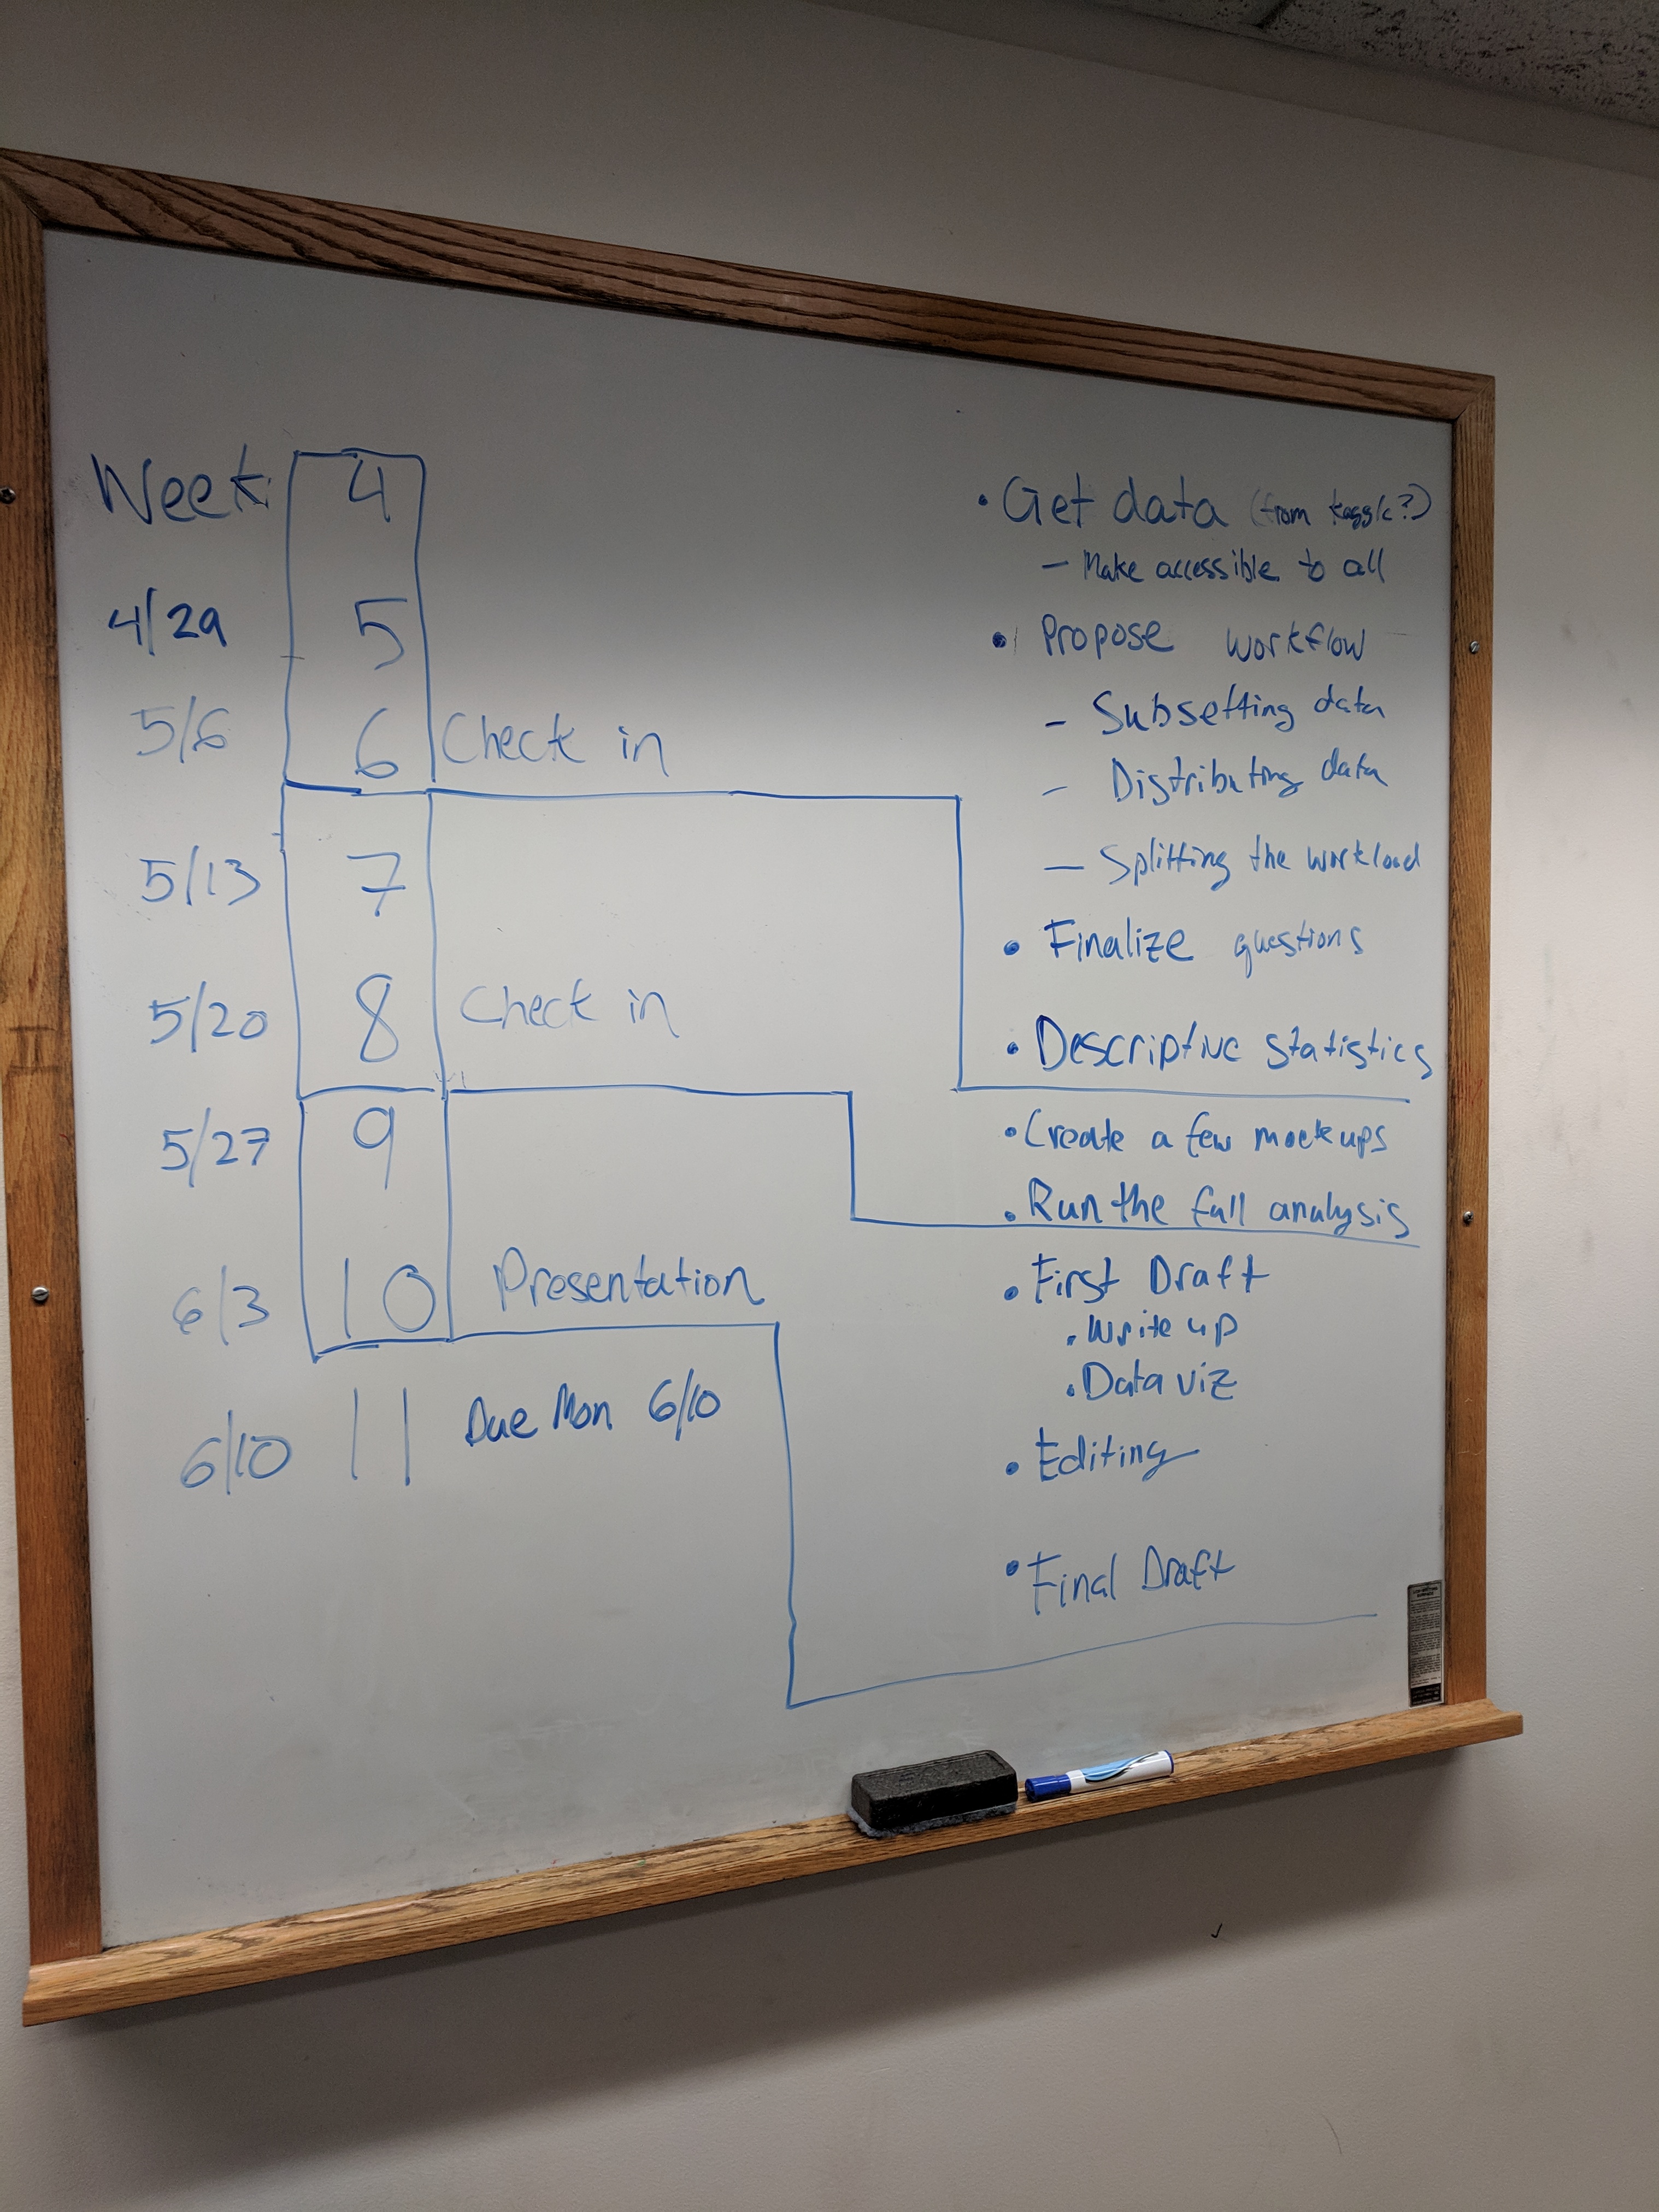 Week: 4
4/29 5
5/6 6 Check in
5/13 7
5/20 8 Check in
5/27 9
6/3 10 Presentation
6/10 11 Due Mon 6/10
• Get data (from kaggle?)
– Make accessible to all
• Propose workflow
– Subsetting data
– Distributing data
– Splitting the workload
• Finalize questions
• Descriptive statistics
• Create a few mockups
• Run the full analysis
• First Draft
• Write up
• Data viz
• Editing
• Final Draft